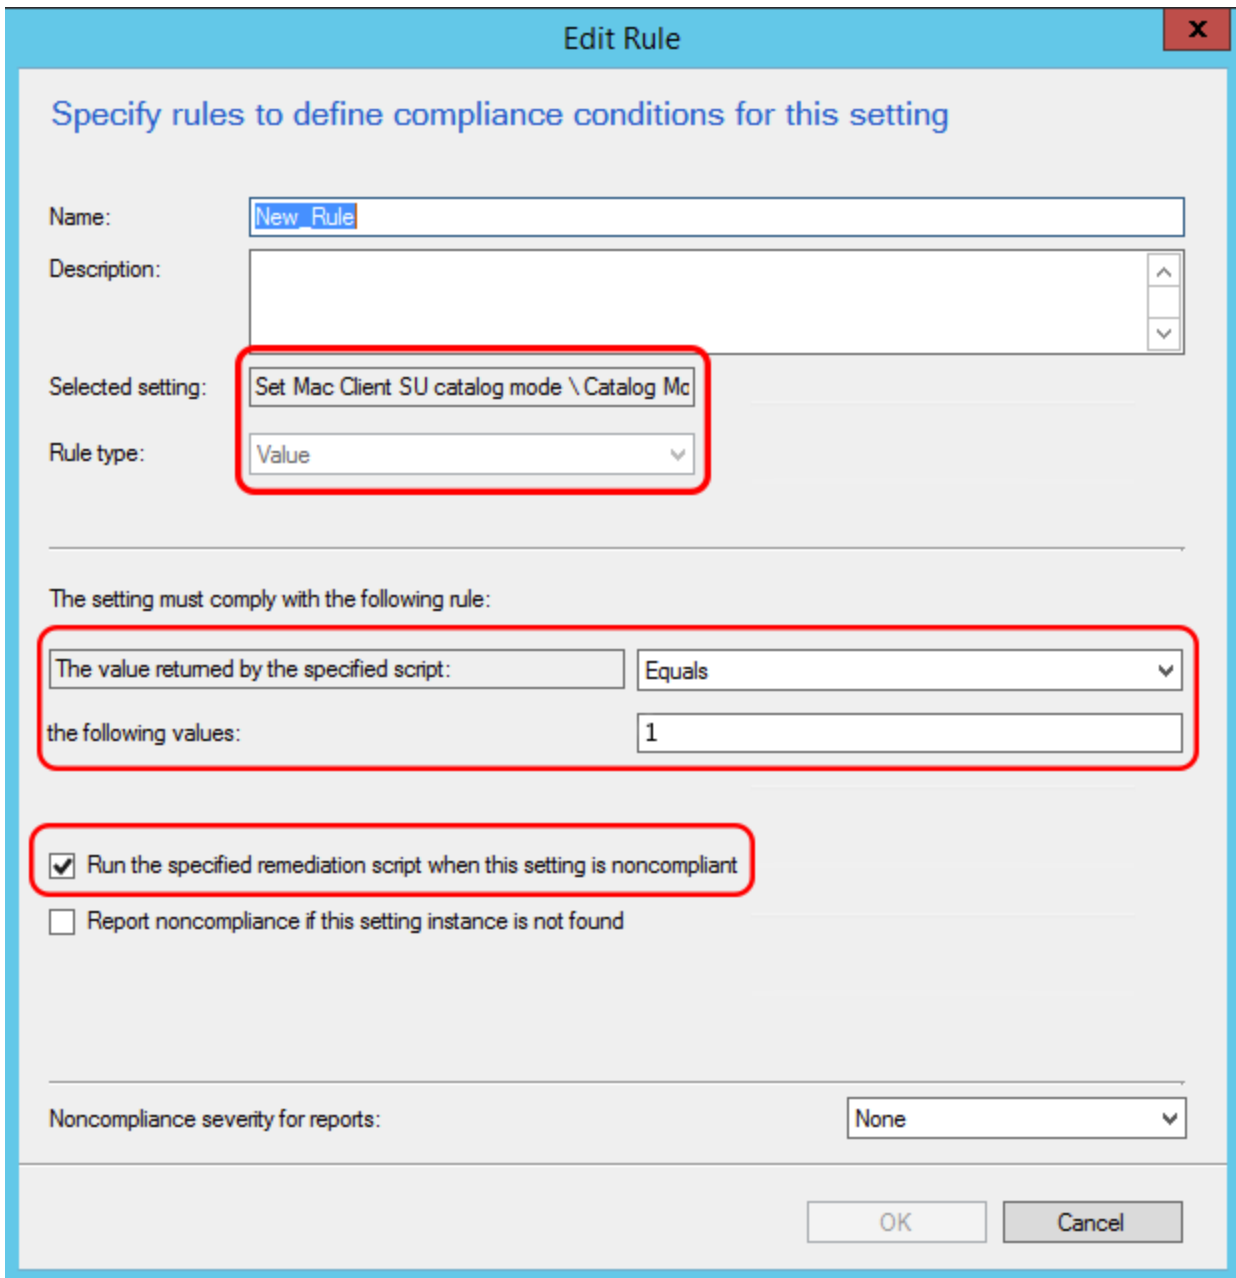 Edit Rule
x
Specify rules to define compliance conditions for this setting
Name:
New_Rule
Description:
Selected setting:
Set Mac Client SU catalog mode \ Catalog Mo
Rule type:
Value
The setting must comply with the following rule:
The value returned by the specified script:
Equals
the following values:
1
Run the specified remediation script when this setting is noncompliant
Report noncompliance if this setting instance is not found
Noncompliance severity for reports:
None
OK
Cancel